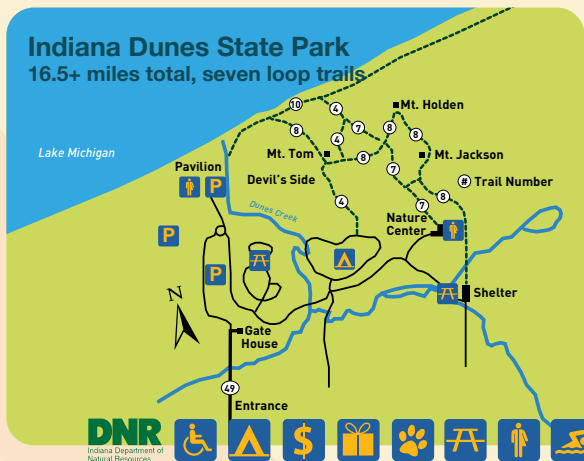 Indiana Dunes State Park
16.5+ miles total, seven loop trails
10
4
Mt. Holden
8
7
8
8
4
Lake Michigan
Mt. Tom
8
Mt. Jackson
Pavilion
P
Devil's Side
7
# Trail Number
4
8
7
Dunes Creek
Nature
Center
P
P
N
Shelter
Gate
House
49
Entrance
DNR
Indiana Department of
Natural Resources
$